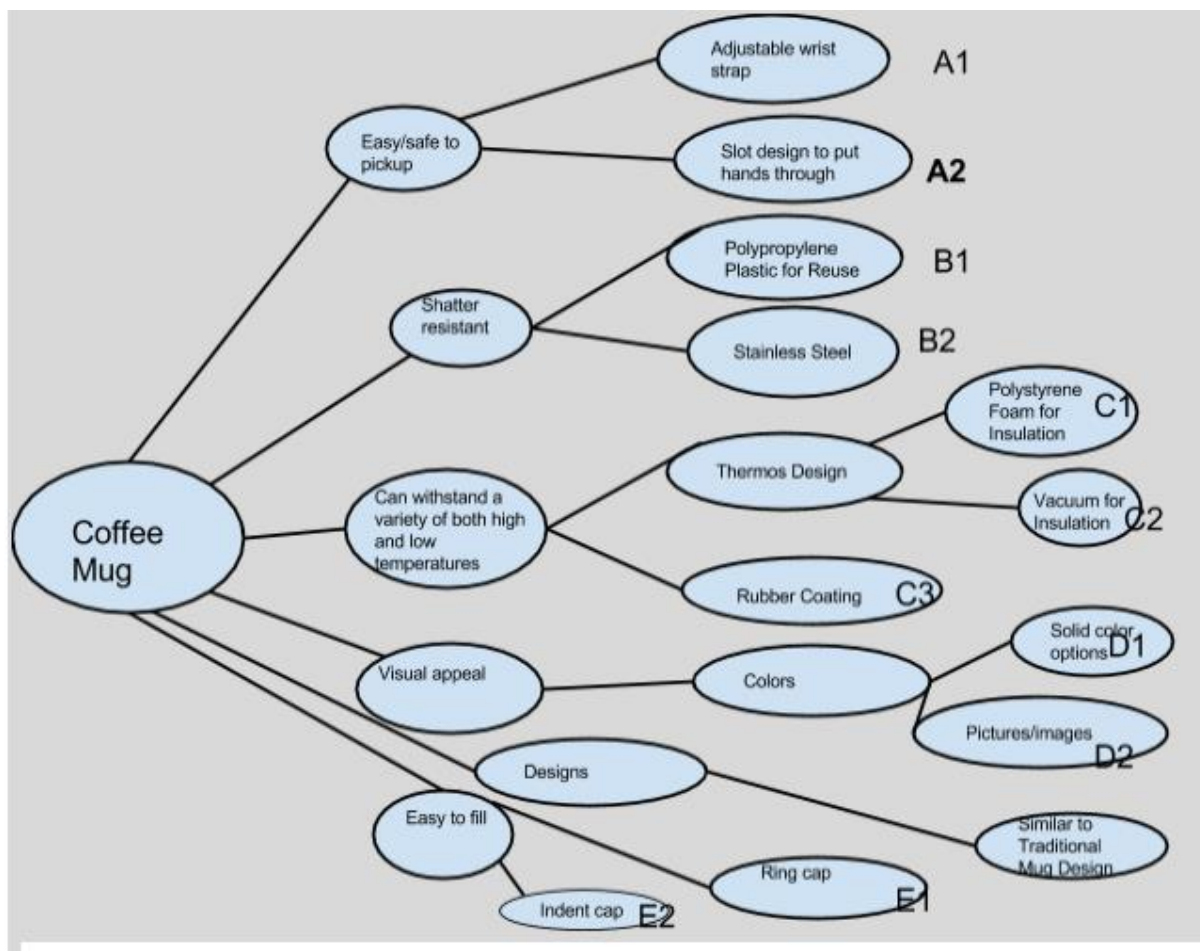 Adjustable wrist
strap
A1
Easy/safe to
pickup
Slot design to put
hands through
A2
Polypropylene
Plastic for Reuse
B1
Shatter
resistant
Stainless Steel
B2
Polystyrene
Foam for
Insulation
C1
Thermos Design
Can withstand a
variety of both high
and low
temperatures
Vacuum for
Insulation
C2
Coffee
Mug
Rubber Coating
C3
Solid color
options
D1
Visual appeal
Colors
Pictures/images
D2
Designs
Easy to fill
Similar to
Traditional
Mug Design
Ring cap
E1
Indent cap
E2